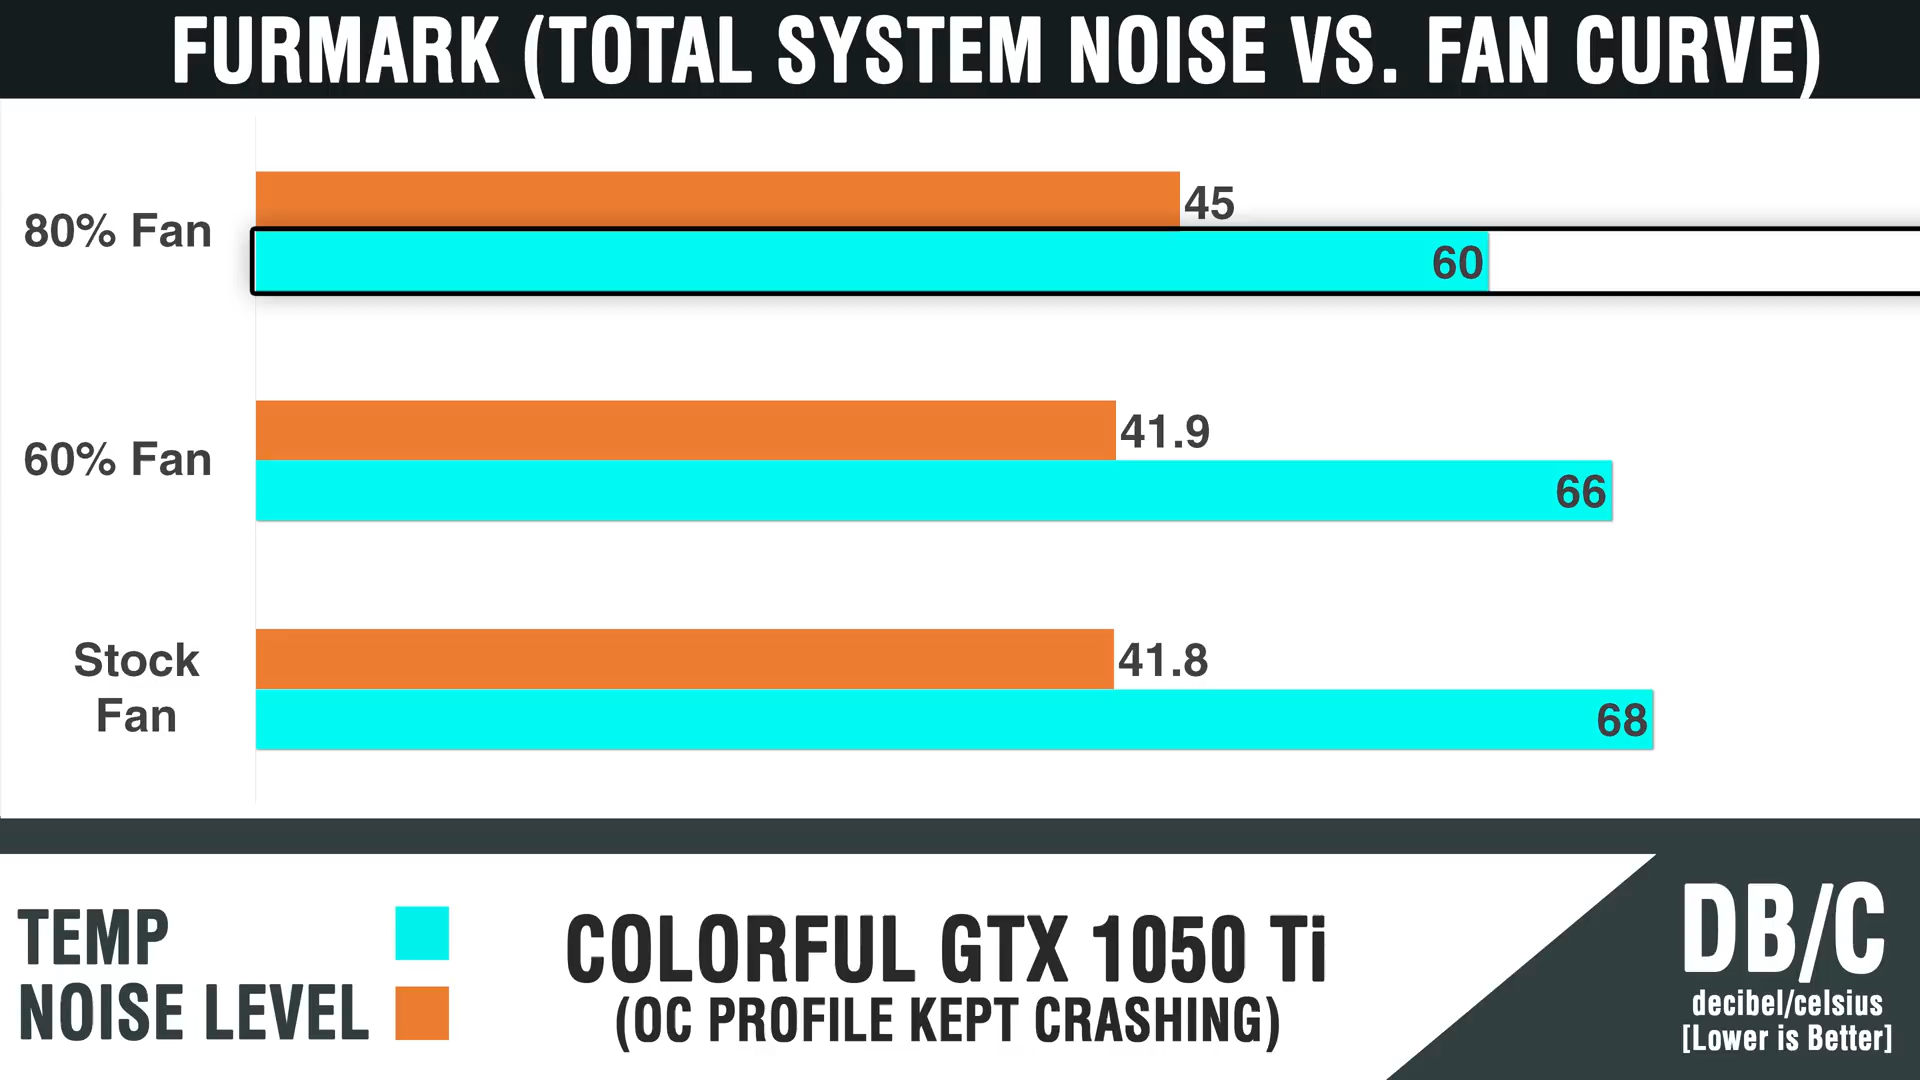 FURMARK (TOTAL SYSTEM NOISE VS. FAN CURVE)
80% Fan
45
60
60% Fan
41.9
66
Stock
Fan
41.8
68
TEMP
NOISE LEVEL
COLORFUL GTX 1050 Ti
(OC PROFILE KEPT CRASHING)
DB/C
decibel/celsius
[Lower is Better]